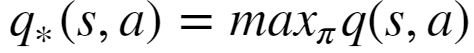 q_*(s, a) = max_π q(s, a)